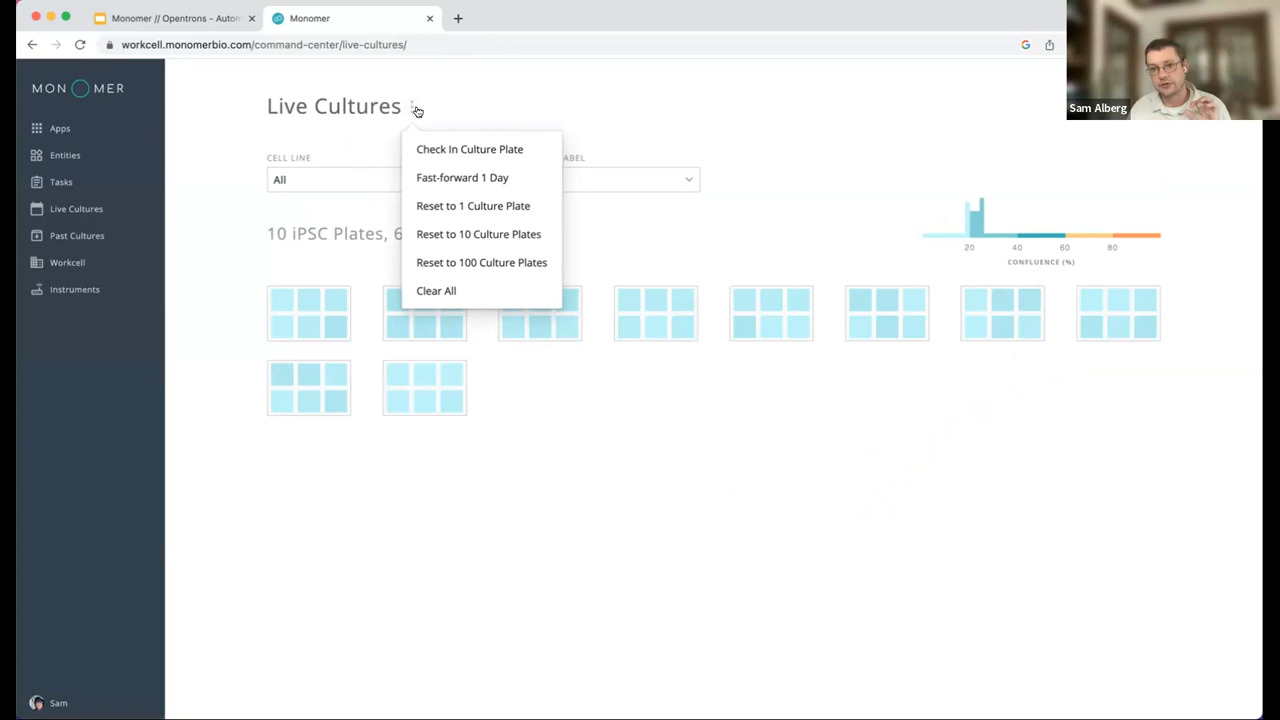 Monomer // Opentrons - Autom
Monomer
workcell.monomerbio.com/command-center/live-cultures/
Sam Alberg
MONOMER
Apps
Entities
Tasks
Live Cultures
Past Cultures
Workcell
Instruments
Sam
Live Cultures
Check In Culture Plate
Fast-forward 1 Day
Reset to 1 Culture Plate
Reset to 10 Culture Plates
Reset to 100 Culture Plates
Clear All
CELL LINE
ABEL
All
10 iPSC Plates, 6
20 40 60 80
CONFLUENCE (%)